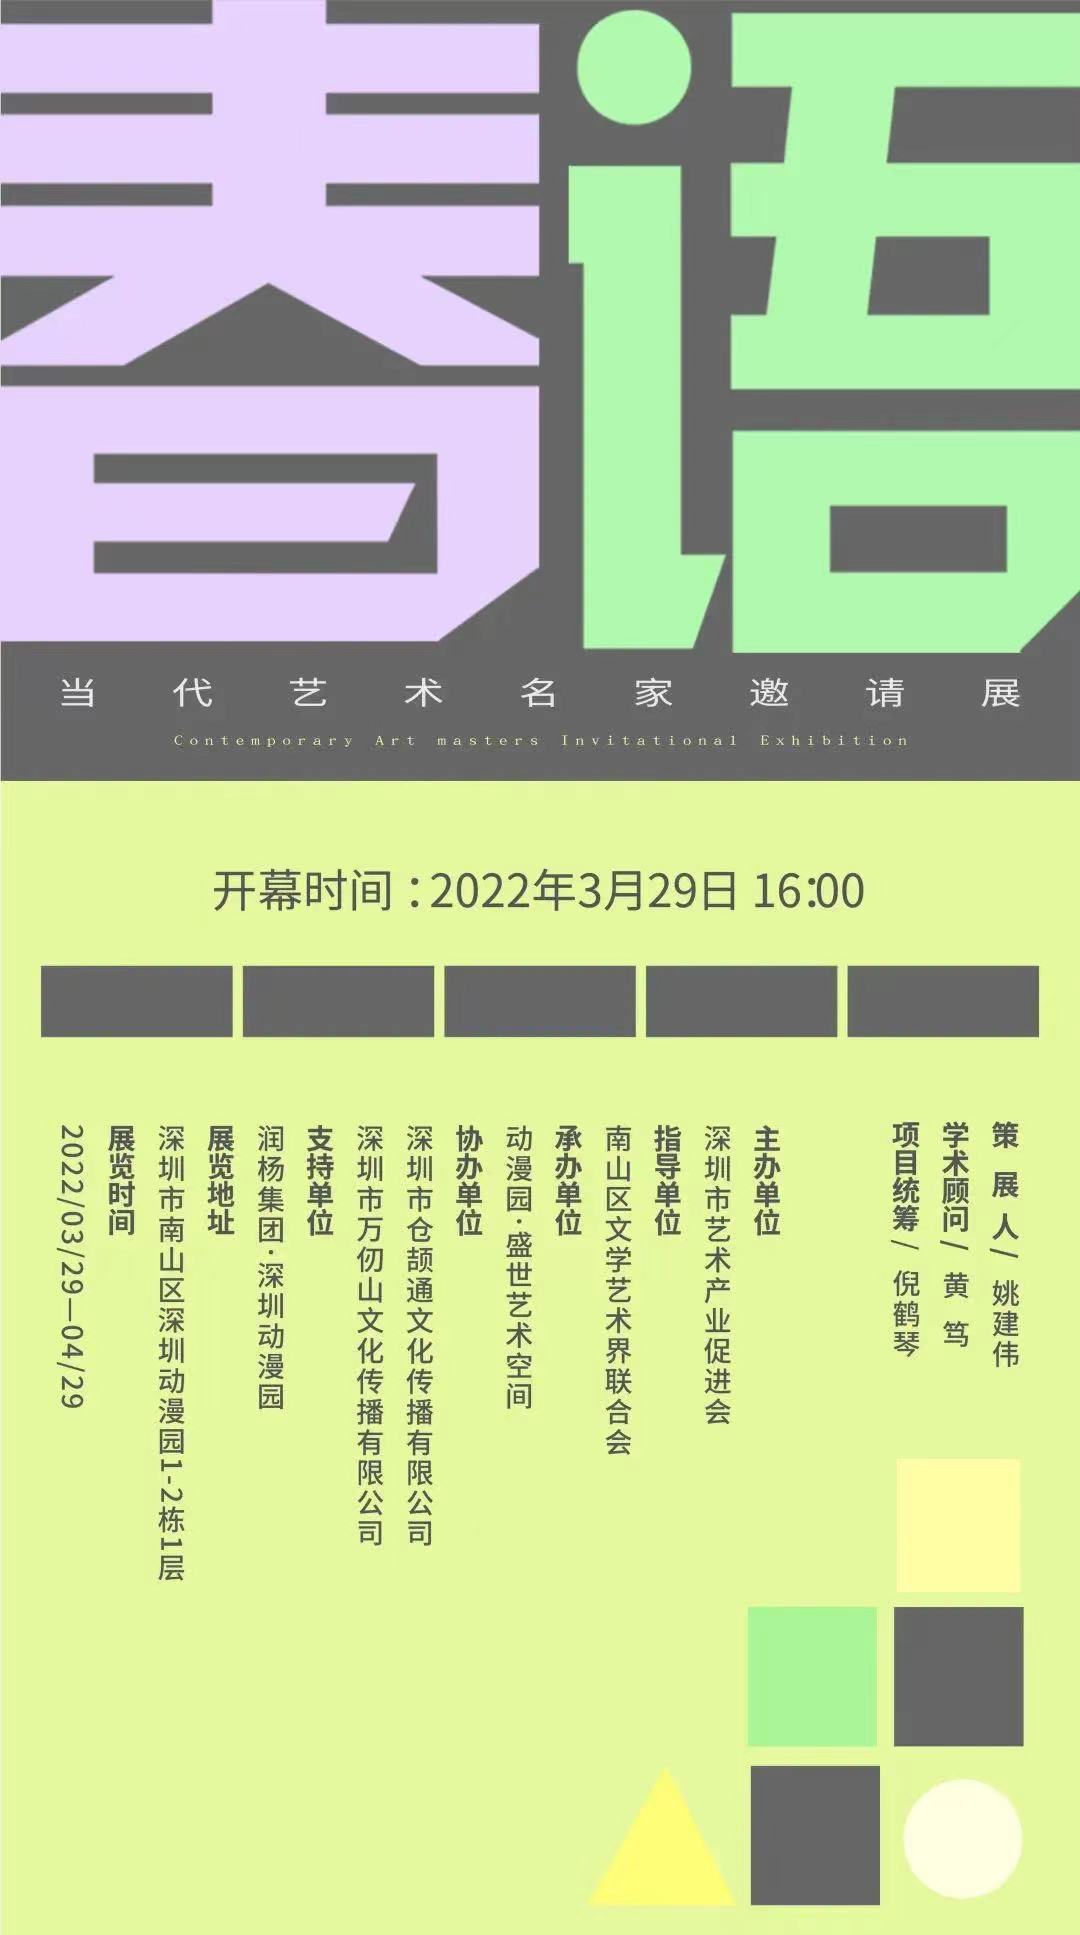 春语
当代艺术名家邀请展
Contemporary Art masters Invitational Exhibition
开幕时间：2022年3月29日 16:00
策展人/ 姚建伟
学术顾问/ 黄笃
项目统筹/ 倪鹤琴
主办单位
深圳市艺术产业促进会
指导单位
南山区文学艺术界联合会
承办单位
动漫园·盛世艺术空间
协办单位
深圳市仓颉通文化传播有限公司
深圳市万仞山文化传播有限公司
支持单位
润杨集团·深圳动漫园
展览地址
深圳市南山区深圳动漫园1-2栋1层
展览时间
2022/03/29—04/29